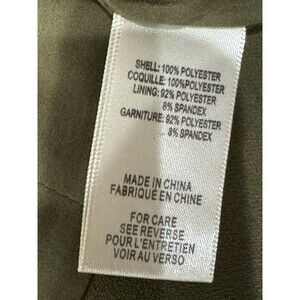 SHELL: 100% POLYESTER
COQUILLE: 100% POLYESTER
LINING: 92% POLYESTER
8% SPANDEX
GARNITURE: 92% POLYESTER
8% SPANDEX
MADE IN CHINA
FABRIQUE EN CHINE
FOR CARE
SEE REVERSE
POUR L'ENTRETIEN
VOIR AU VERSO